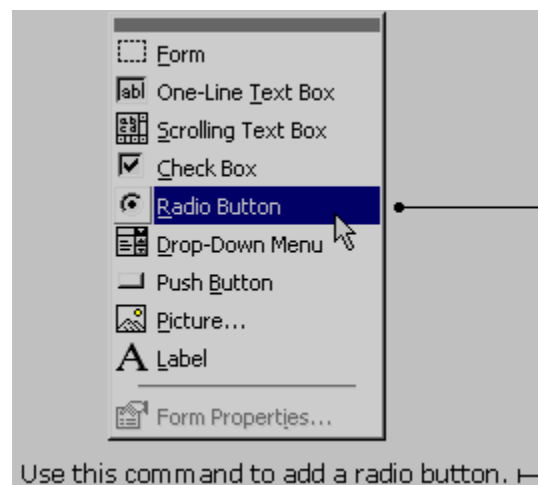 Form
abl One-Line Text Box
Scrolling Text Box
Check Box
Radio Button
Drop-Down Menu
Push Button
Picture...
A Label
Form Properties...
Use this command to add a radio button.